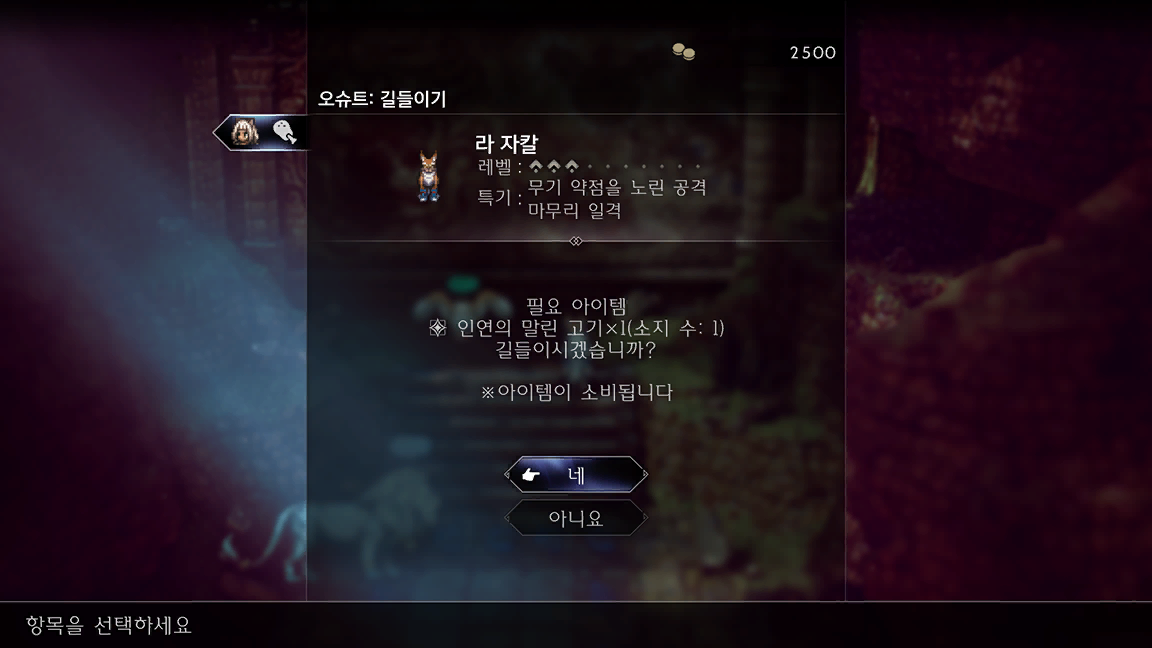 2500
오슈트: 길들이기
라 자칼
레벨 :
특기 : 무기 약점을 노린 공격
마무리 일격
필요 아이템
인연의 말린 고기×1(소지 수: 1)
길들이시겠습니까?
※아이템이 소비됩니다
네
아니요
항목을 선택하세요